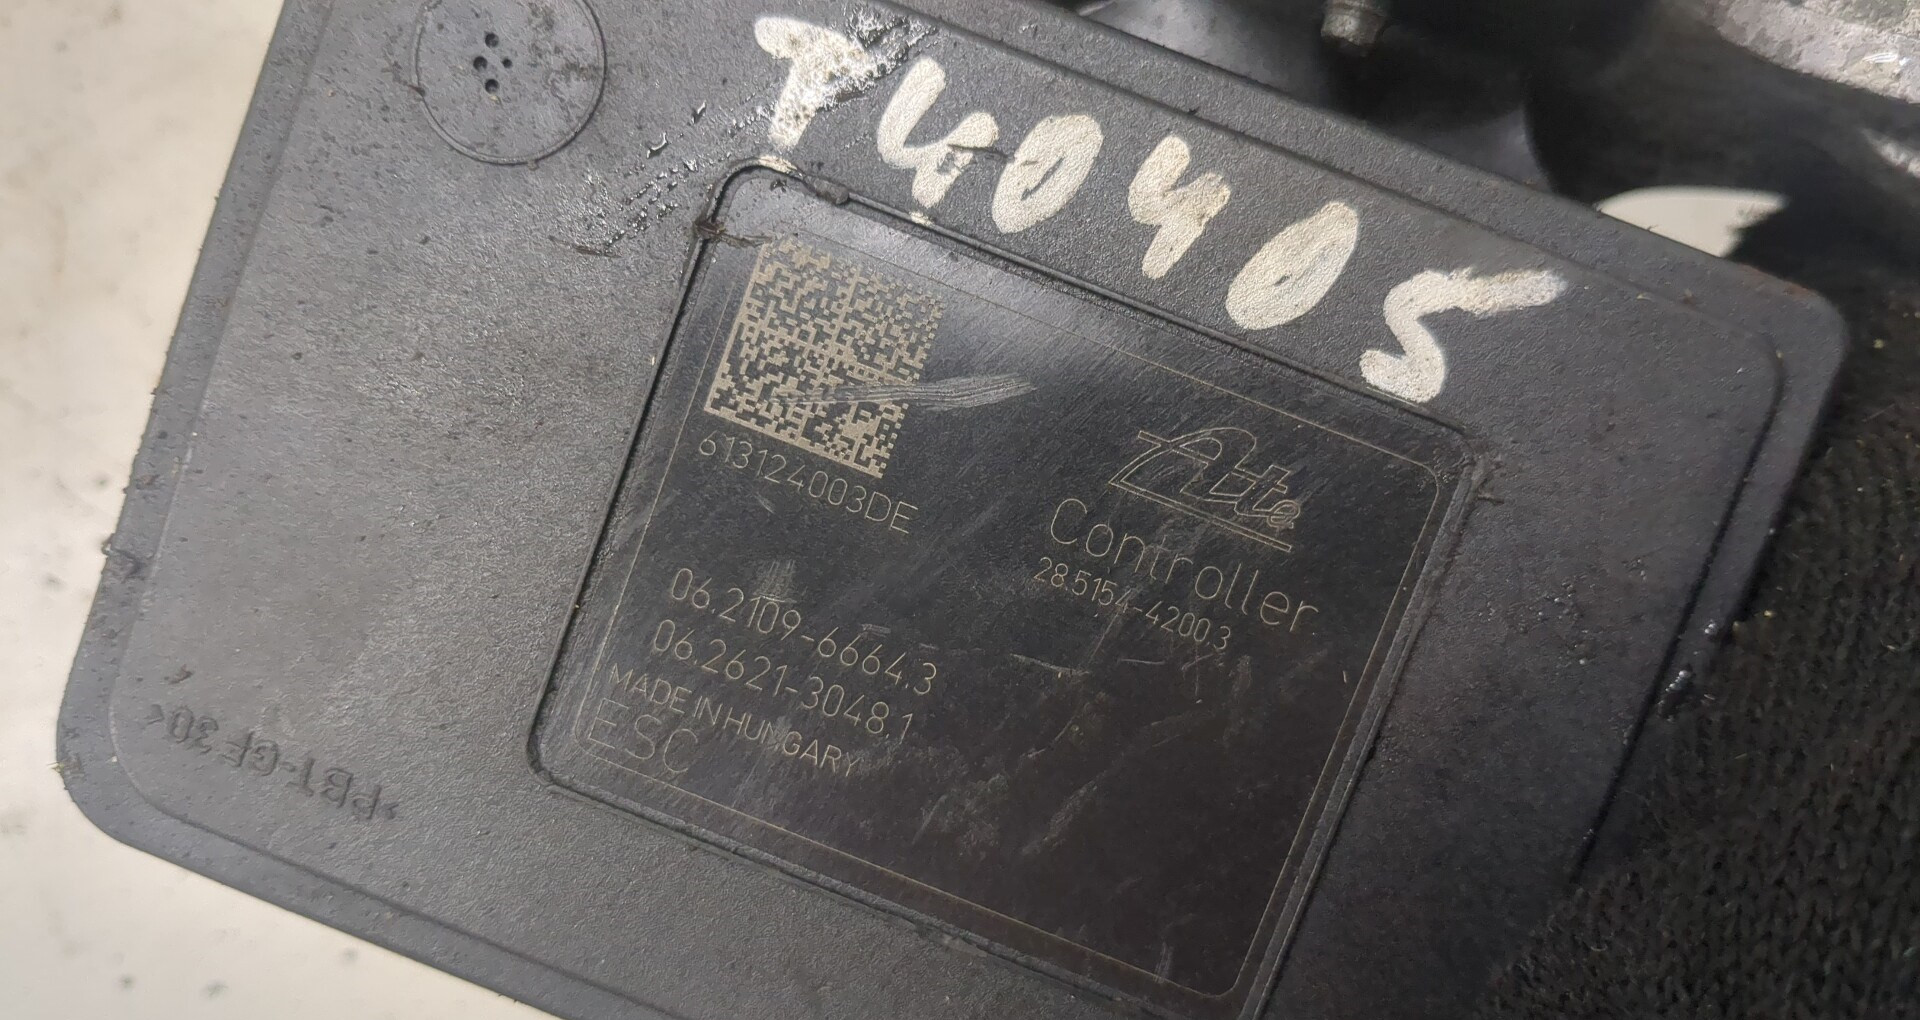 T40405
613124003DE
Ate
Controller
28.5154-4200.3
06.2109-6664.3
06.2621-3048.1
MADE IN HUNGARY
ESC
>PBT-GF30<